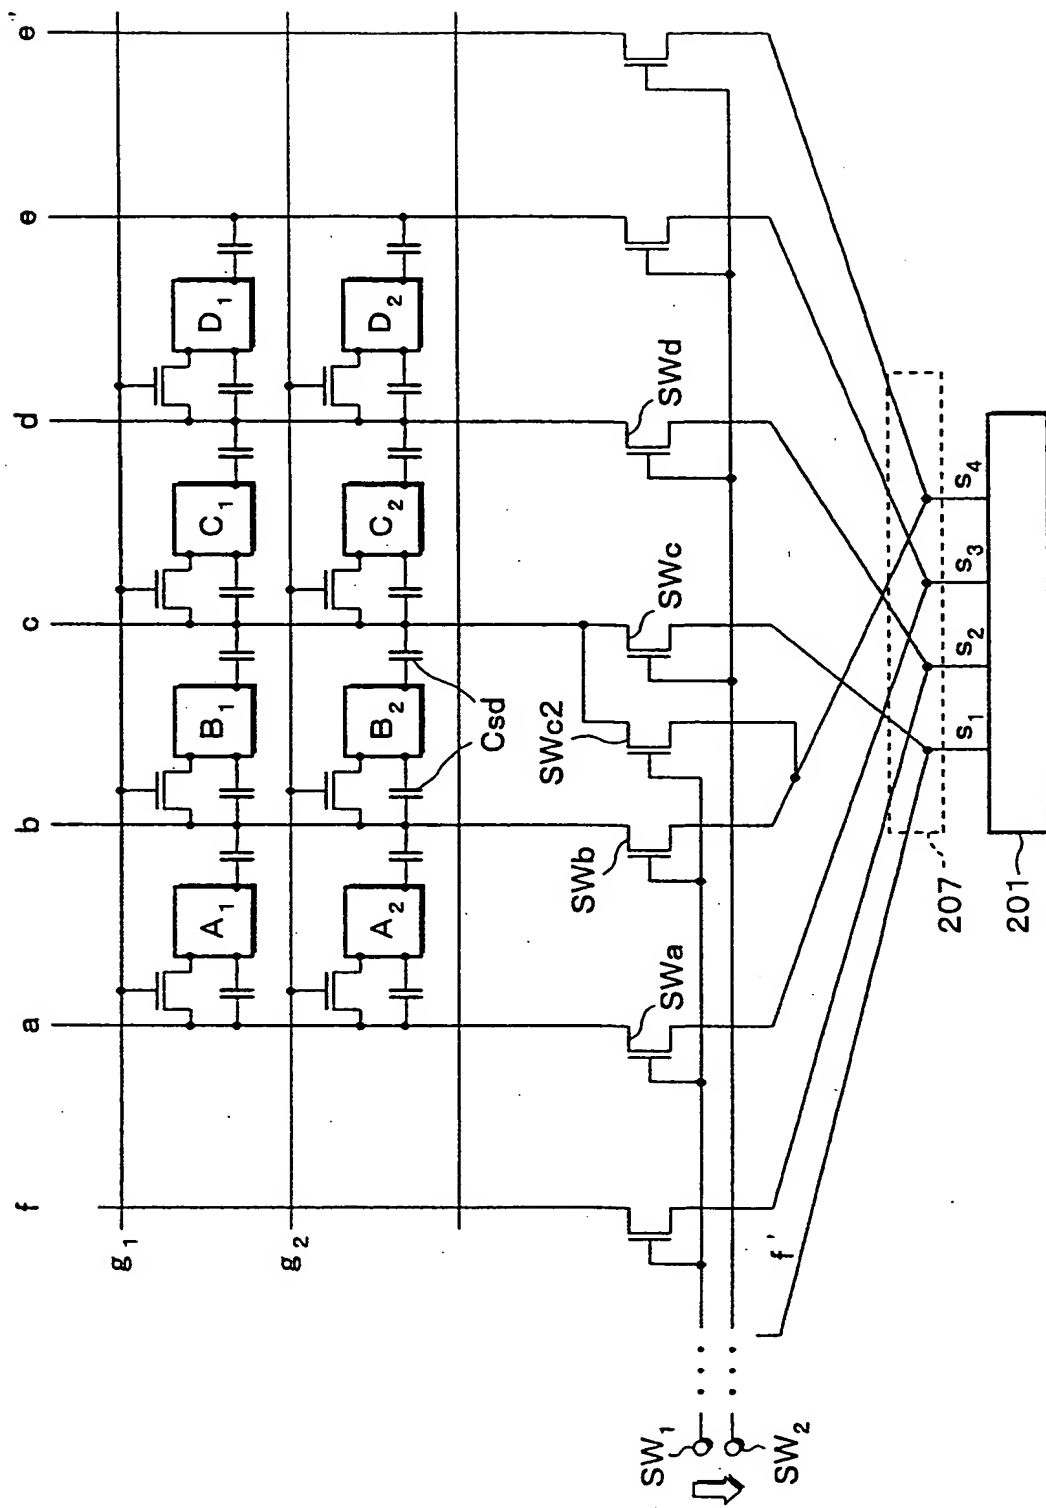 f a b c d e e'
g1
g2
A1 B1 C1 D1
A2 B2 C2 D2
Csd
SWa SWb SWc2 SWc SWd
SW1
SW2
f'
s1 s2 s3 s4
207
201